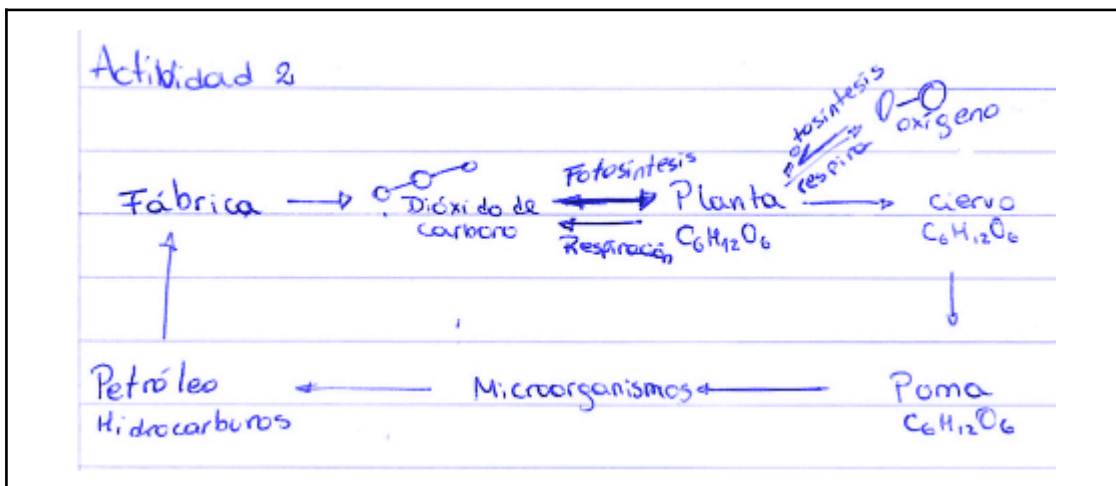 Actividad 2
Fotosíntesis
respira
oxígeno
Fábrica
Dióxido de
carbono
Fotosíntesis
Respiración
Planta
C₆H₁₂O₆
ciervo
C₆H₁₂O₆
Petróleo
Hidrocarburos
Microorganismos
Poma
C₆H₁₂O₆